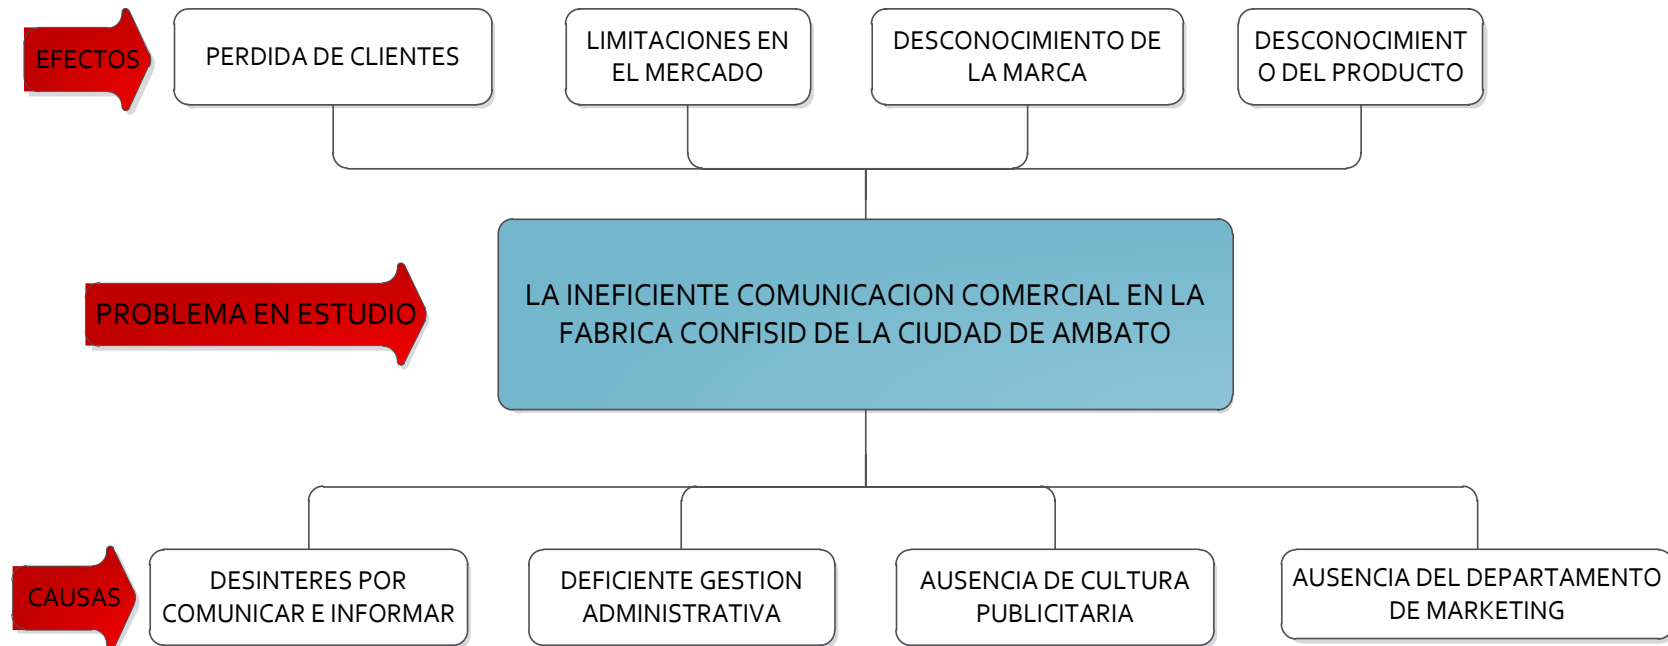 EFECTOS
PERDIDA DE CLIENTES
LIMITACIONES EN
EL MERCADO
DESCONOCIMIENTO DE
LA MARCA
DESCONOCIMIENT
O DEL PRODUCTO
PROBLEMA EN ESTUDIO
LA INEFICIENTE COMUNICACION COMERCIAL EN LA
FABRICA CONFISID DE LA CIUDAD DE AMBATO
CAUSAS
DESINTERES POR
COMUNICAR E INFORMAR
DEFICIENTE GESTION
ADMINISTRATIVA
AUSENCIA DE CULTURA
PUBLICITARIA
AUSENCIA DEL DEPARTAMENTO
DE MARKETING